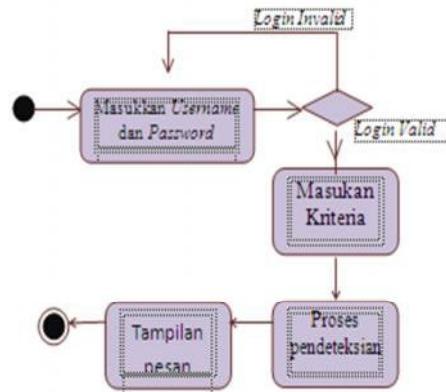 Login Invalid
Masukkan Username
dan Password
Login Valid
Masukan
Kriteria
Proses
pendeteksian
Tampilan
pesan